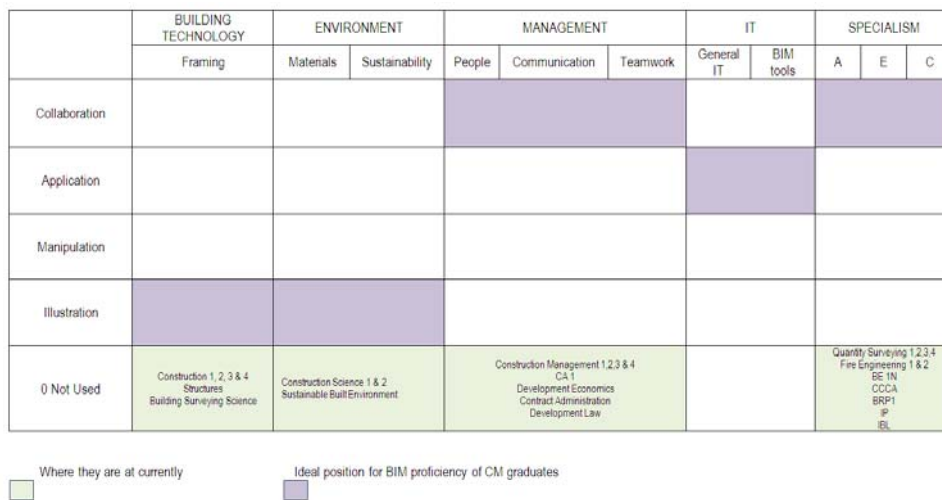 BUILDING TECHNOLOGY ENVIRONMENT MANAGEMENT IT SPECIALISM
Framing Materials Sustainability People Communication Teamwork General IT BIM tools A E C
Collaboration
Application
Manipulation
Illustration
0 Not Used
Construction 1, 2, 3 & 4
Structures
Building Surveying Science
Construction Science 1 & 2
Sustainable Built Environment
Construction Management 1,2,3 & 4
CA 1
Development Economics
Contract Administration
Development Law
Quantity Surveying 1,2,3,4
Fire Engineering 1 & 2
BE 1N
CCCA
BRP1
IP
IBL
Where they are at currently
Ideal position for BIM proficiency of CM graduates